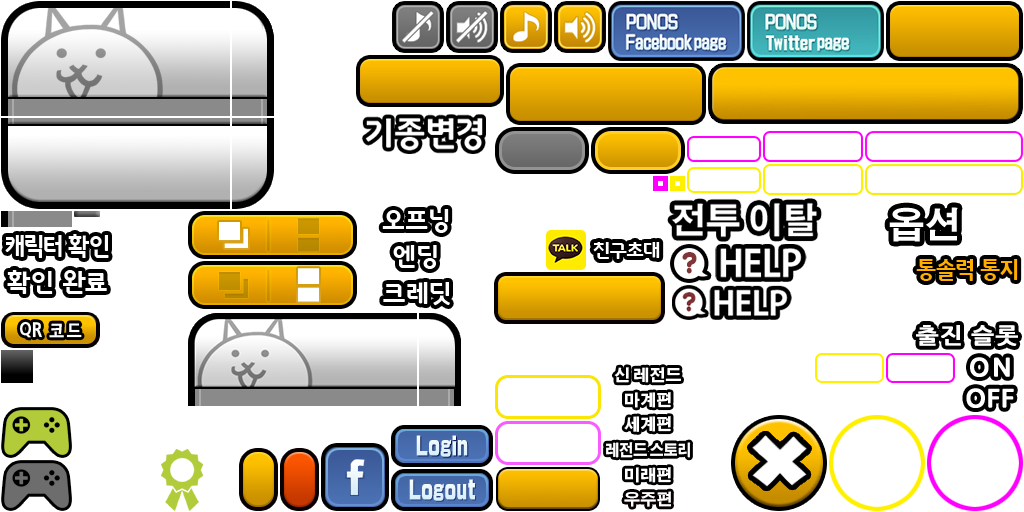 PONOS
Facebook page
PONOS
Twitter page
기종변경
오프닝
엔딩
크레딧
캐릭터 확인
확인 완료
QR 코드
TALK
친구초대
전투 이탈
? HELP
? HELP
옵션
통솔력 통지
출진 슬롯
ON
OFF
신 레전드
마계편
세계편
레전드 스토리
미래편
우주편
f
Login
Logout